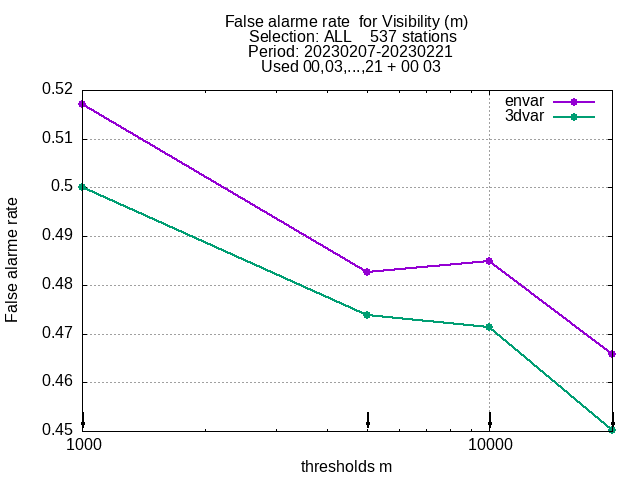 False alarme rate  for Visibility (m)
Selection: ALL    537 stations
Period: 20230207-20230221
Used 00,03,...,21 + 00 03
envar
3dvar
0.52
0.51
0.5
0.49
0.48
0.47
0.46
0.45
False alarme rate
1000
10000
thresholds m